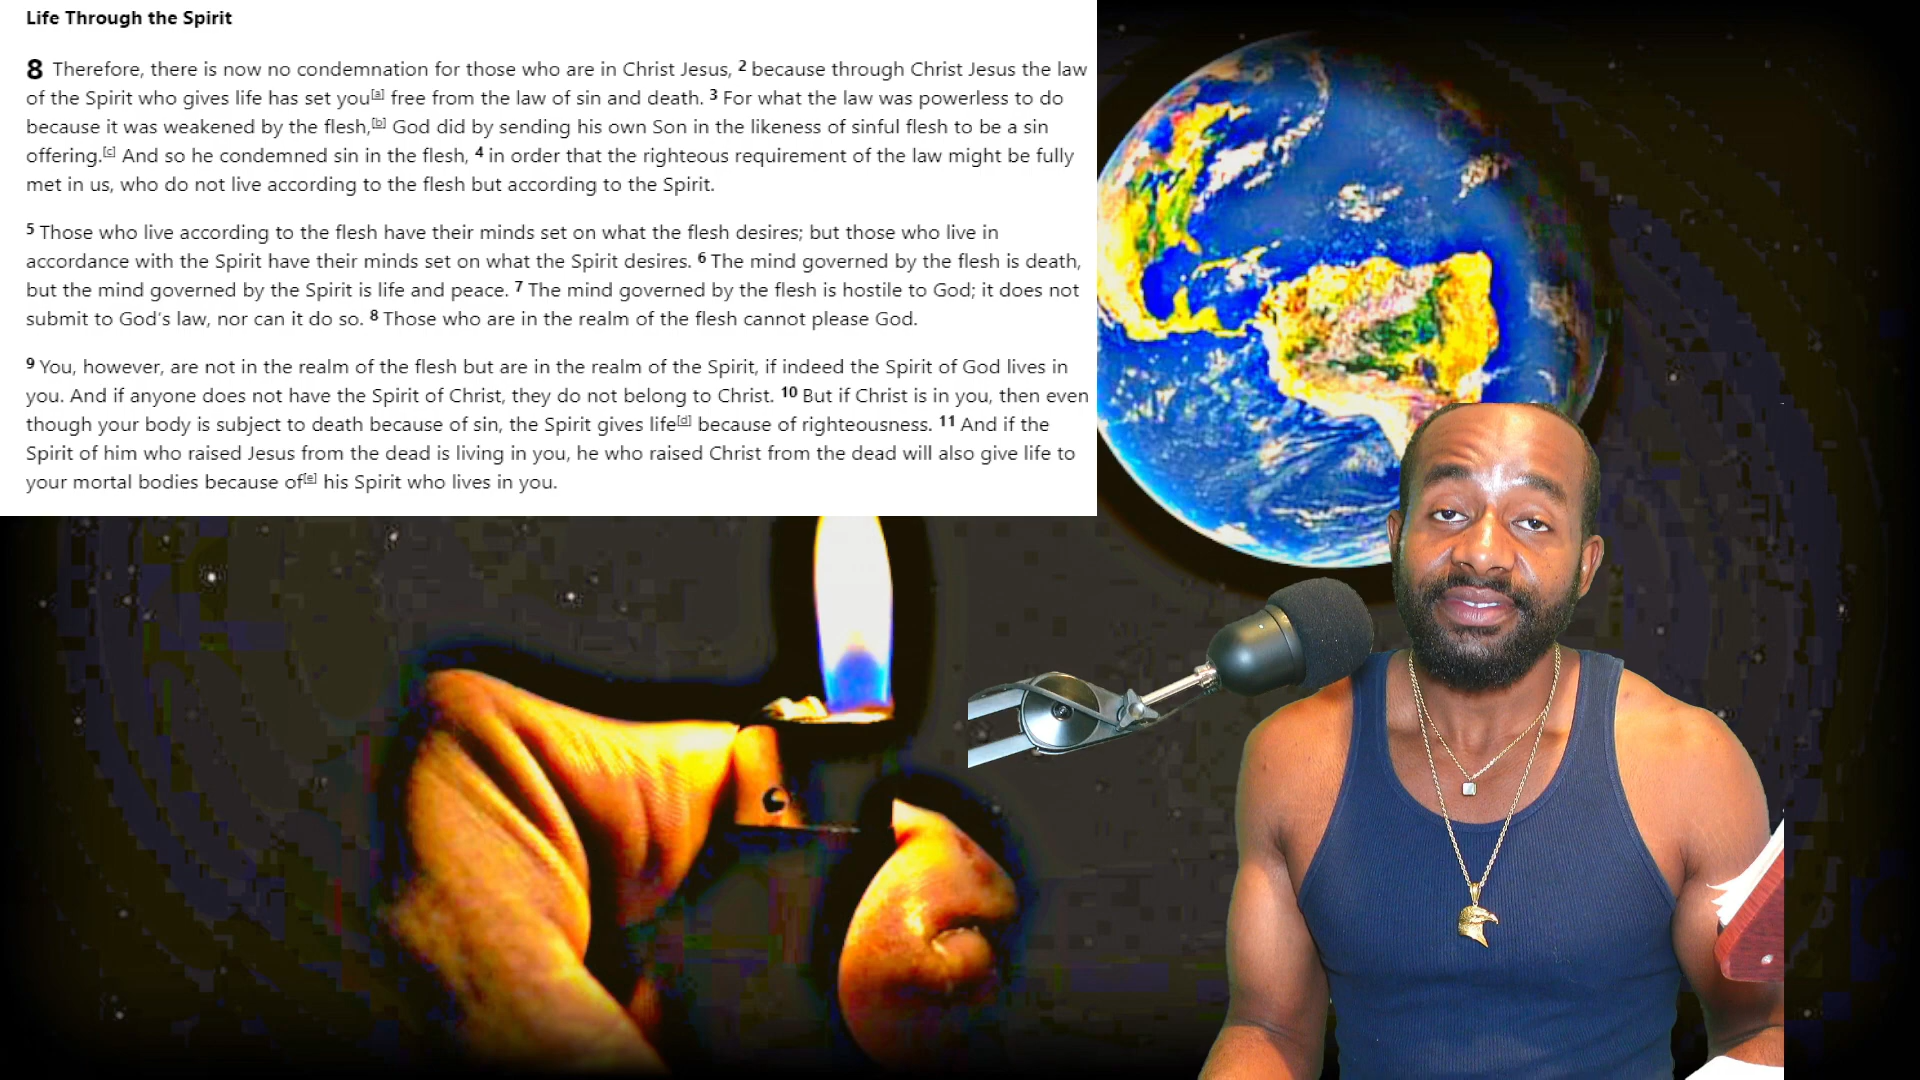 Life Through the Spirit
8 Therefore, there is now no condemnation for those who are in Christ Jesus, 2 because through Christ Jesus the law
of the Spirit who gives life has set you[a] free from the law of sin and death. 3 For what the law was powerless to do
because it was weakened by the flesh,[b] God did by sending his own Son in the likeness of sinful flesh to be a sin
offering.[c] And so he condemned sin in the flesh, 4 in order that the righteous requirement of the law might be fully
met in us, who do not live according to the flesh but according to the Spirit.
5 Those who live according to the flesh have their minds set on what the flesh desires; but those who live in
accordance with the Spirit have their minds set on what the Spirit desires. 6 The mind governed by the flesh is death,
but the mind governed by the Spirit is life and peace. 7 The mind governed by the flesh is hostile to God; it does not
submit to God's law, nor can it do so. 8 Those who are in the realm of the flesh cannot please God.
9 You, however, are not in the realm of the flesh but are in the realm of the Spirit, if indeed the Spirit of God lives in
you. And if anyone does not have the Spirit of Christ, they do not belong to Christ. 10 But if Christ is in you, then even
though your body is subject to death because of sin, the Spirit gives life[d] because of righteousness. 11 And if the
Spirit of him who raised Jesus from the dead is living in you, he who raised Christ from the dead will also give life to
your mortal bodies because of[e] his Spirit who lives in you.